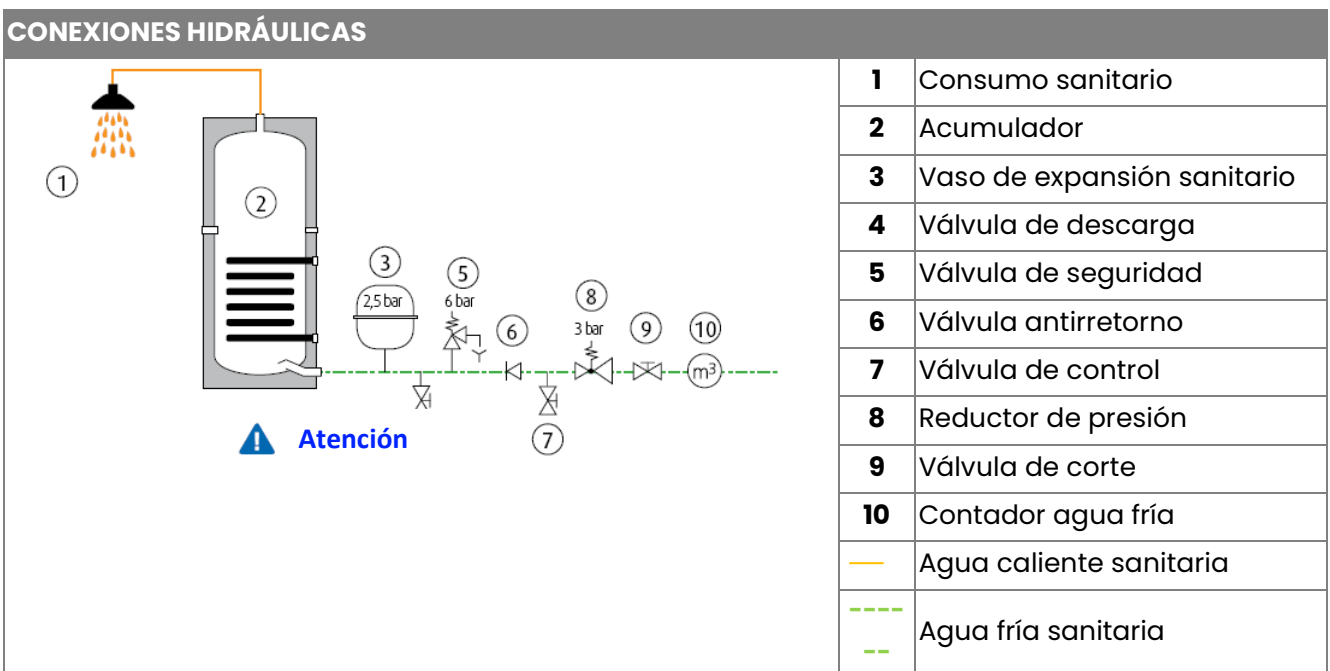 CONEXIONES HIDRÁULICAS
1
2
3
2,5 bar
5
6 bar
6
8
3 bar
9
10
m³
7
Atención
1 Consumo sanitario
2 Acumulador
3 Vaso de expansión sanitario
4 Válvula de descarga
5 Válvula de seguridad
6 Válvula antirretorno
7 Válvula de control
8 Reductor de presión
9 Válvula de corte
10 Contador agua fría
Agua caliente sanitaria
Agua fría sanitaria